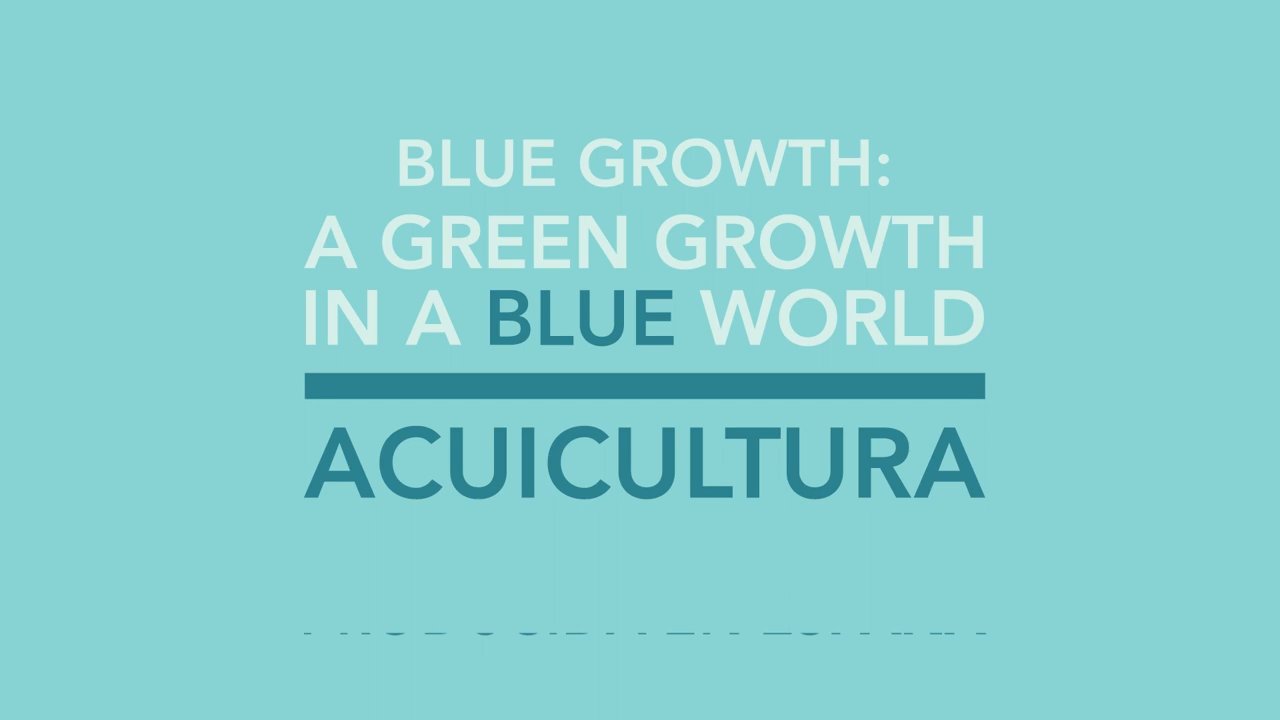 BLUE GROWTH:
A GREEN GROWTH
IN A BLUE WORLD
ACUICULTURA